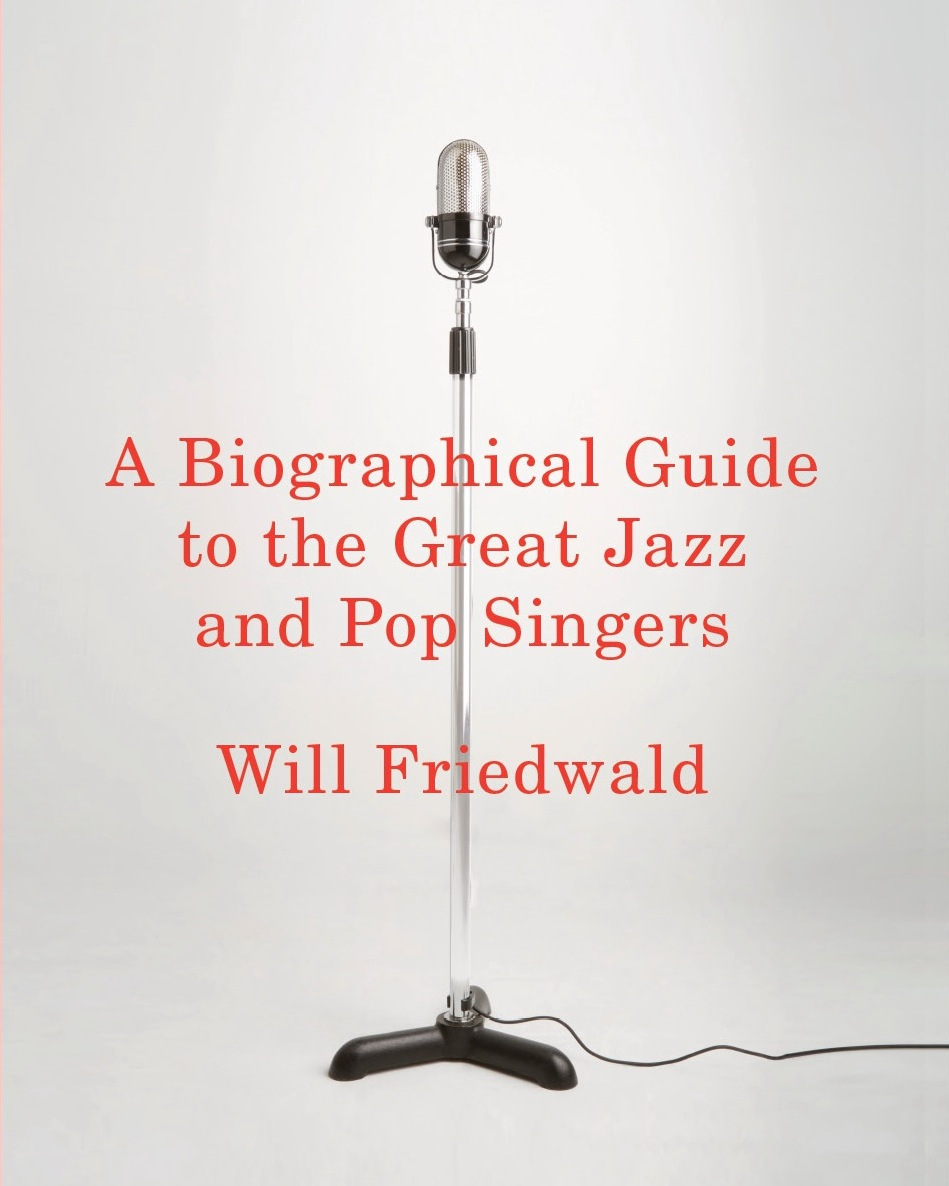 A Biographical Guide
to the Great Jazz
and Pop Singers
Will Friedwald